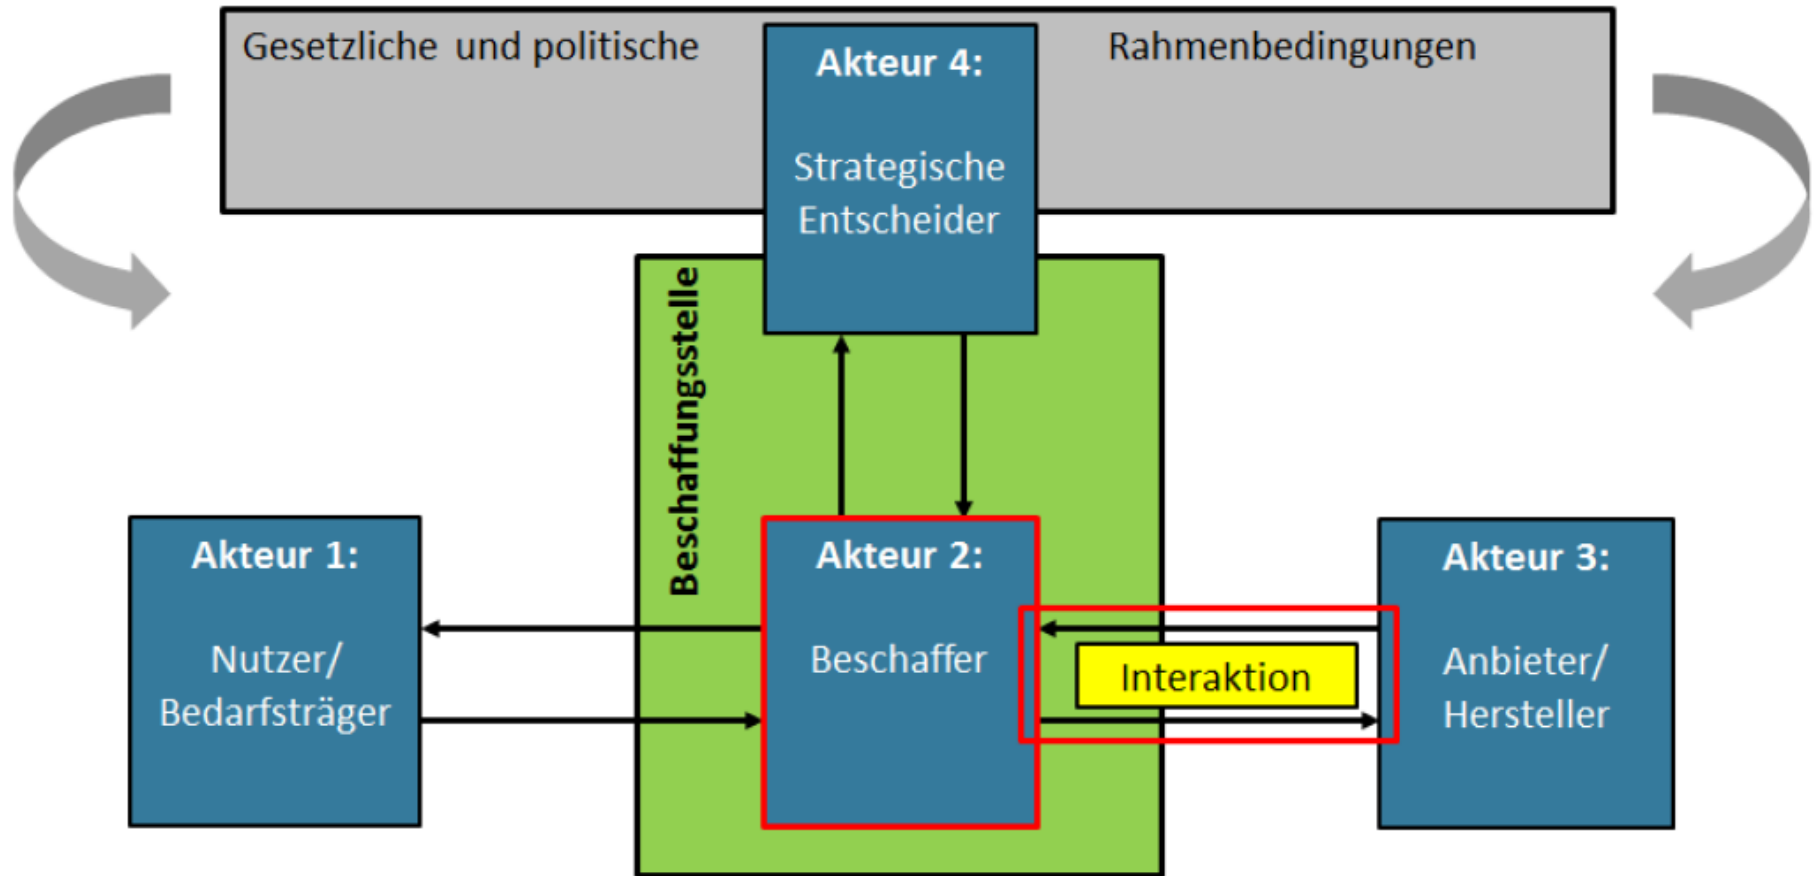 Gesetzliche und politische
Rahmenbedingungen
Akteur 4:
Strategische
Entscheider
Beschaffungsstelle
Akteur 1:
Nutzer/
Bedarfsträger
Akteur 2:
Beschaffer
Interaktion
Akteur 3:
Anbieter/
Hersteller